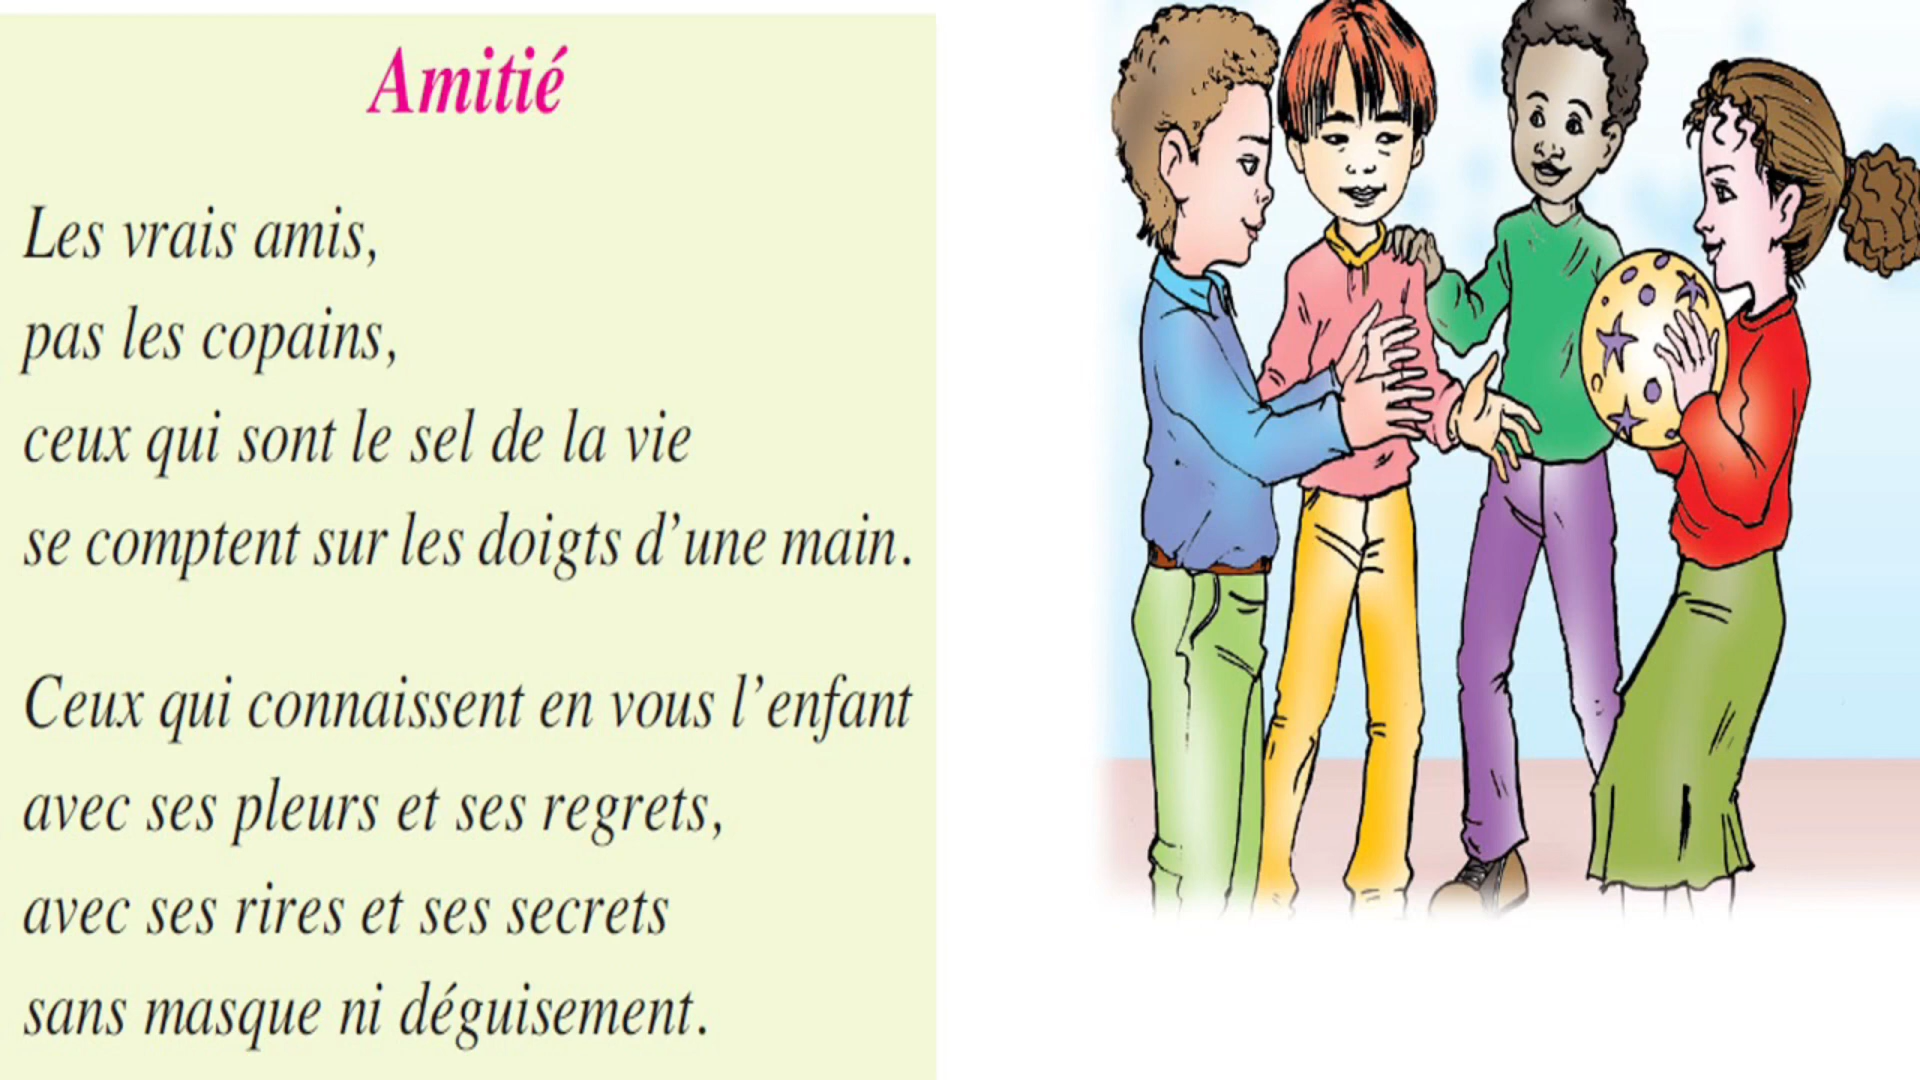 Amitié
Les vrais amis,
pas les copains,
ceux qui sont le sel de la vie
se comptent sur les doigts d’une main.
Ceux qui connaissent en vous l’enfant
avec ses pleurs et ses regrets,
avec ses rires et ses secrets
sans masque ni déguisement.